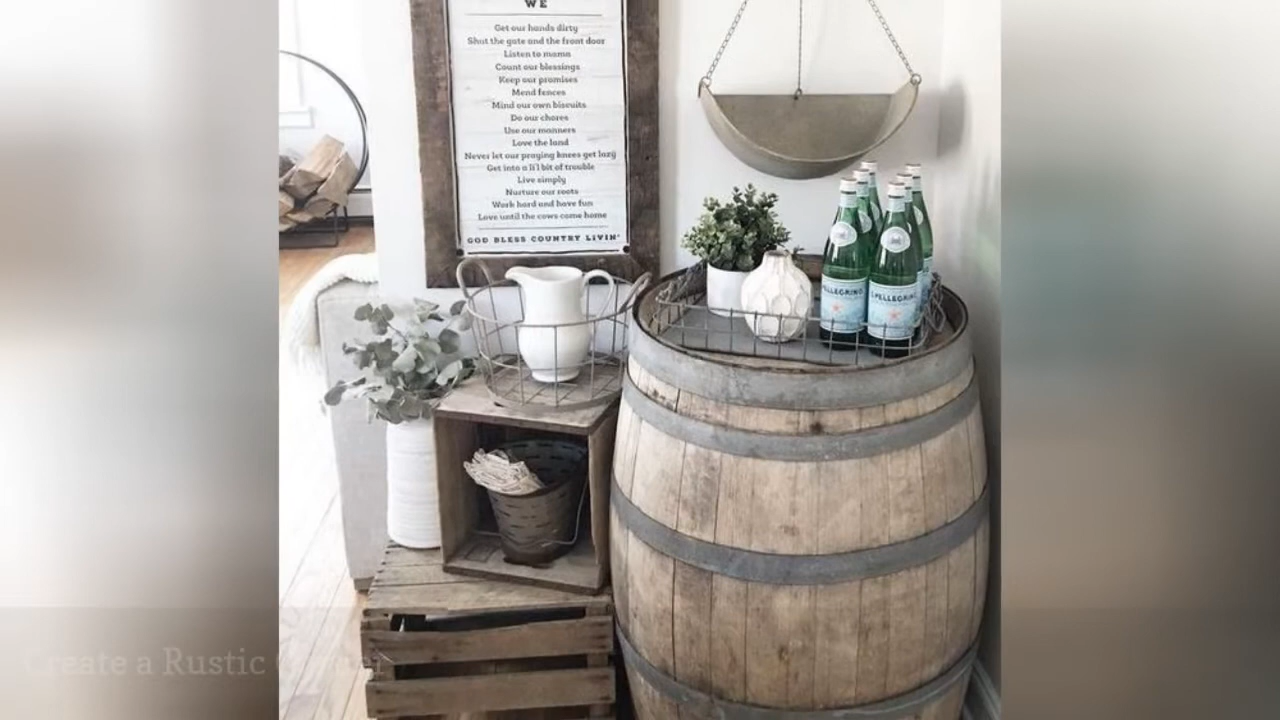 WE
Get our hands dirty
Shut the gate and the front door
Listen to mama
Count our blessings
Keep our promises
Mend fences
Mind our own biscuits
Do our chores
Use our manners
Love the land
Never let our praying knees get lazy
Get into a li'l bit of trouble
Live simply
Nurture our roots
Work hard and have fun
Love until the cows come home
GOD BLESS COUNTRY LIVIN'
S.PELLEGRINO
S.PELLEGRINO
Create a Rustic Corner